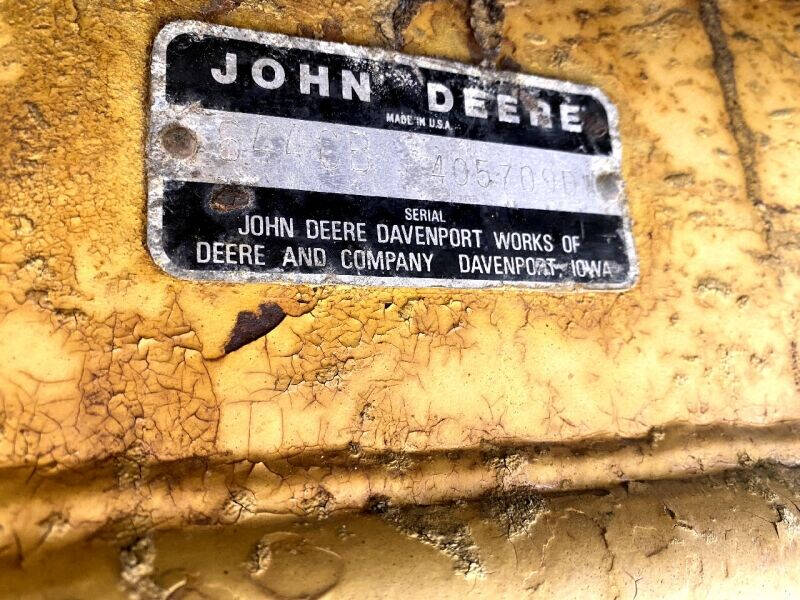 JOHN DEERE
MADE IN U.S.A.
SERIAL
JOHN DEERE DAVENPORT WORKS OF
DEERE AND COMPANY DAVENPORT IOWA